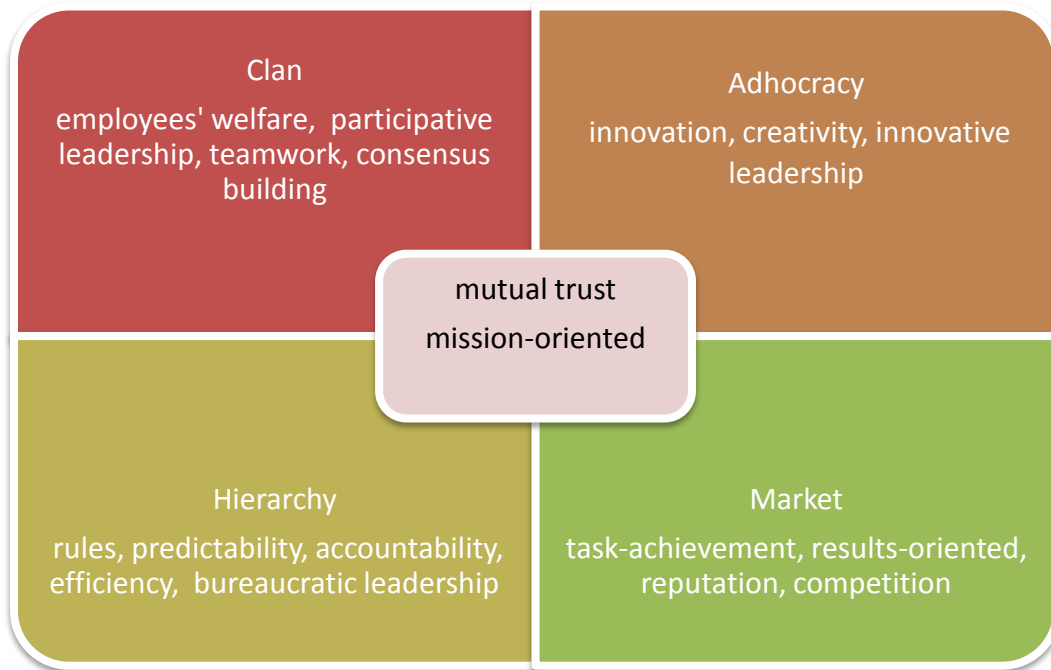 Clan
employees' welfare,  participative
leadership, teamwork, consensus
building
Adhocracy
innovation, creativity, innovative
leadership
mutual trust
mission-oriented
Hierarchy
rules, predictability, accountability,
efficiency,  bureaucratic leadership
Market
task-achievement, results-oriented,
reputation, competition